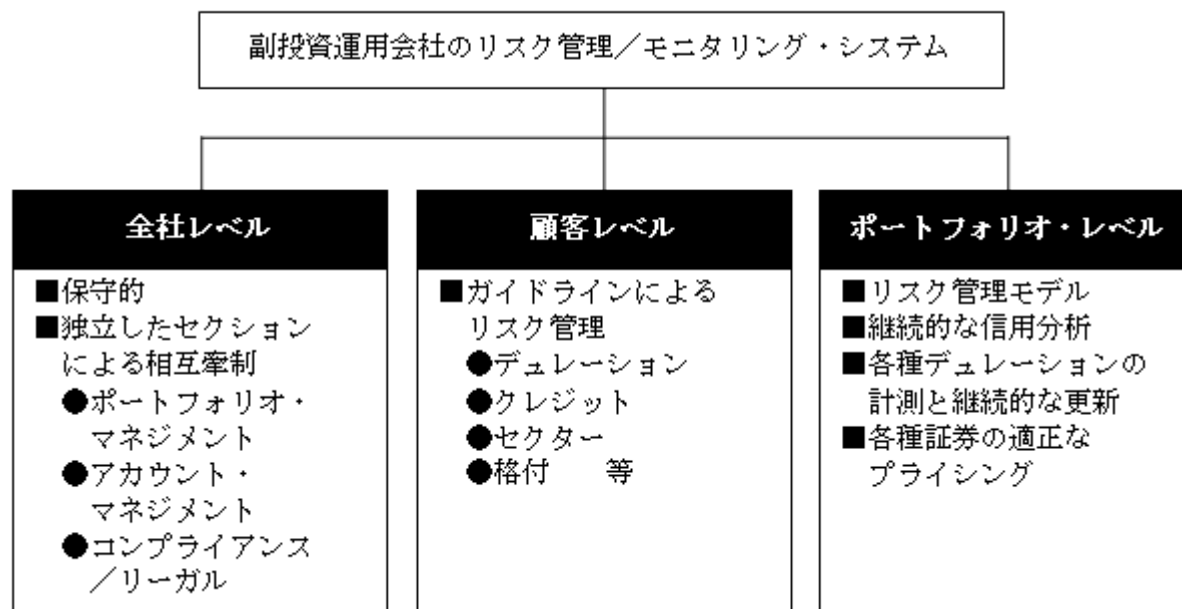 副投資運用会社のリスク管理／モニタリング・システム
全社レベル
■保守的
■独立したセクション
による相互牽制
●ポートフォリオ・
マネジメント
●アカウント・
マネジメント
●コンプライアンス
／リーガル
顧客レベル
■ガイドラインによる
リスク管理
●デュレーション
●クレジット
●セクター
●格付　等
ポートフォリオ・レベル
■リスク管理モデル
■継続的な信用分析
■各種デュレーションの
計測と継続的な更新
■各種証券の適正な
プライシング